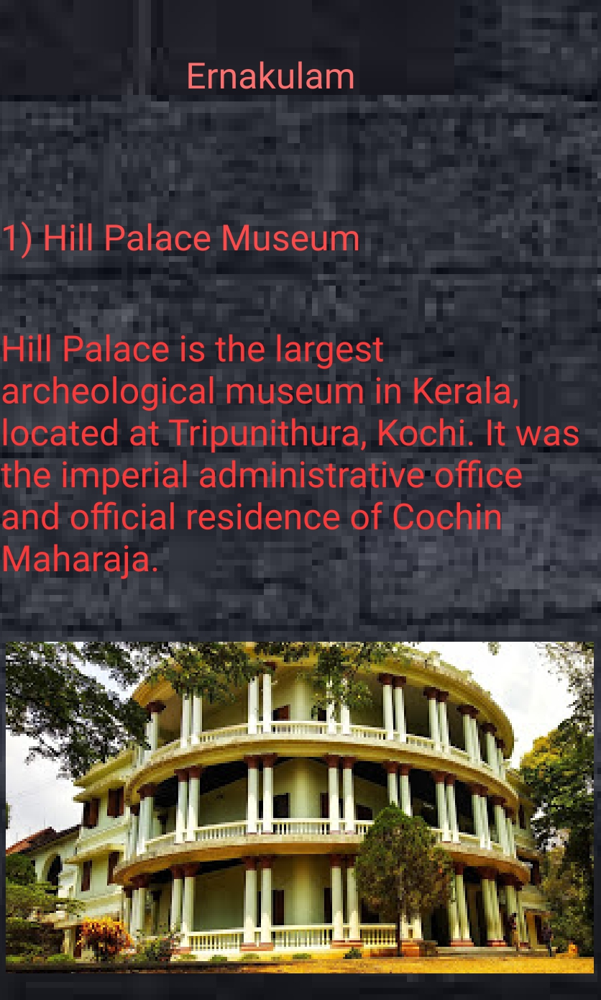 Ernakulam
1) Hill Palace Museum
Hill Palace is the largest
archeological museum in Kerala,
located at Tripunithura, Kochi. It was
the imperial administrative office
and official residence of Cochin
Maharaja.